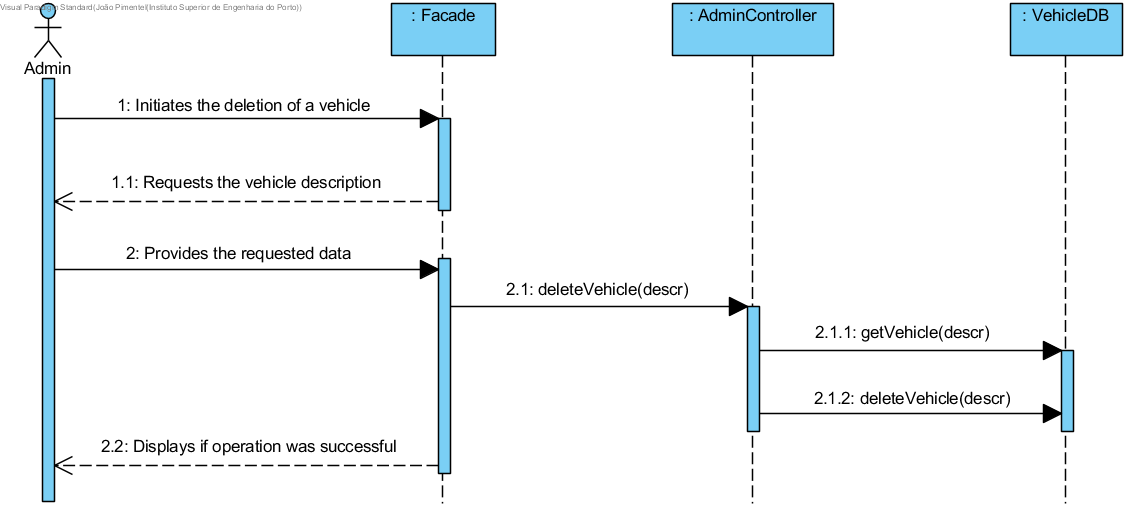 Visual Paradigm Standard(João Pimentel(Instituto Superior de Engenharia do Porto))
: Facade
: AdminController
: VehicleDB
Admin
1: Initiates the deletion of a vehicle
1.1: Requests the vehicle description
2: Provides the requested data
2.1: deleteVehicle(descr)
2.1.1: getVehicle(descr)
2.1.2: deleteVehicle(descr)
2.2: Displays if operation was successful